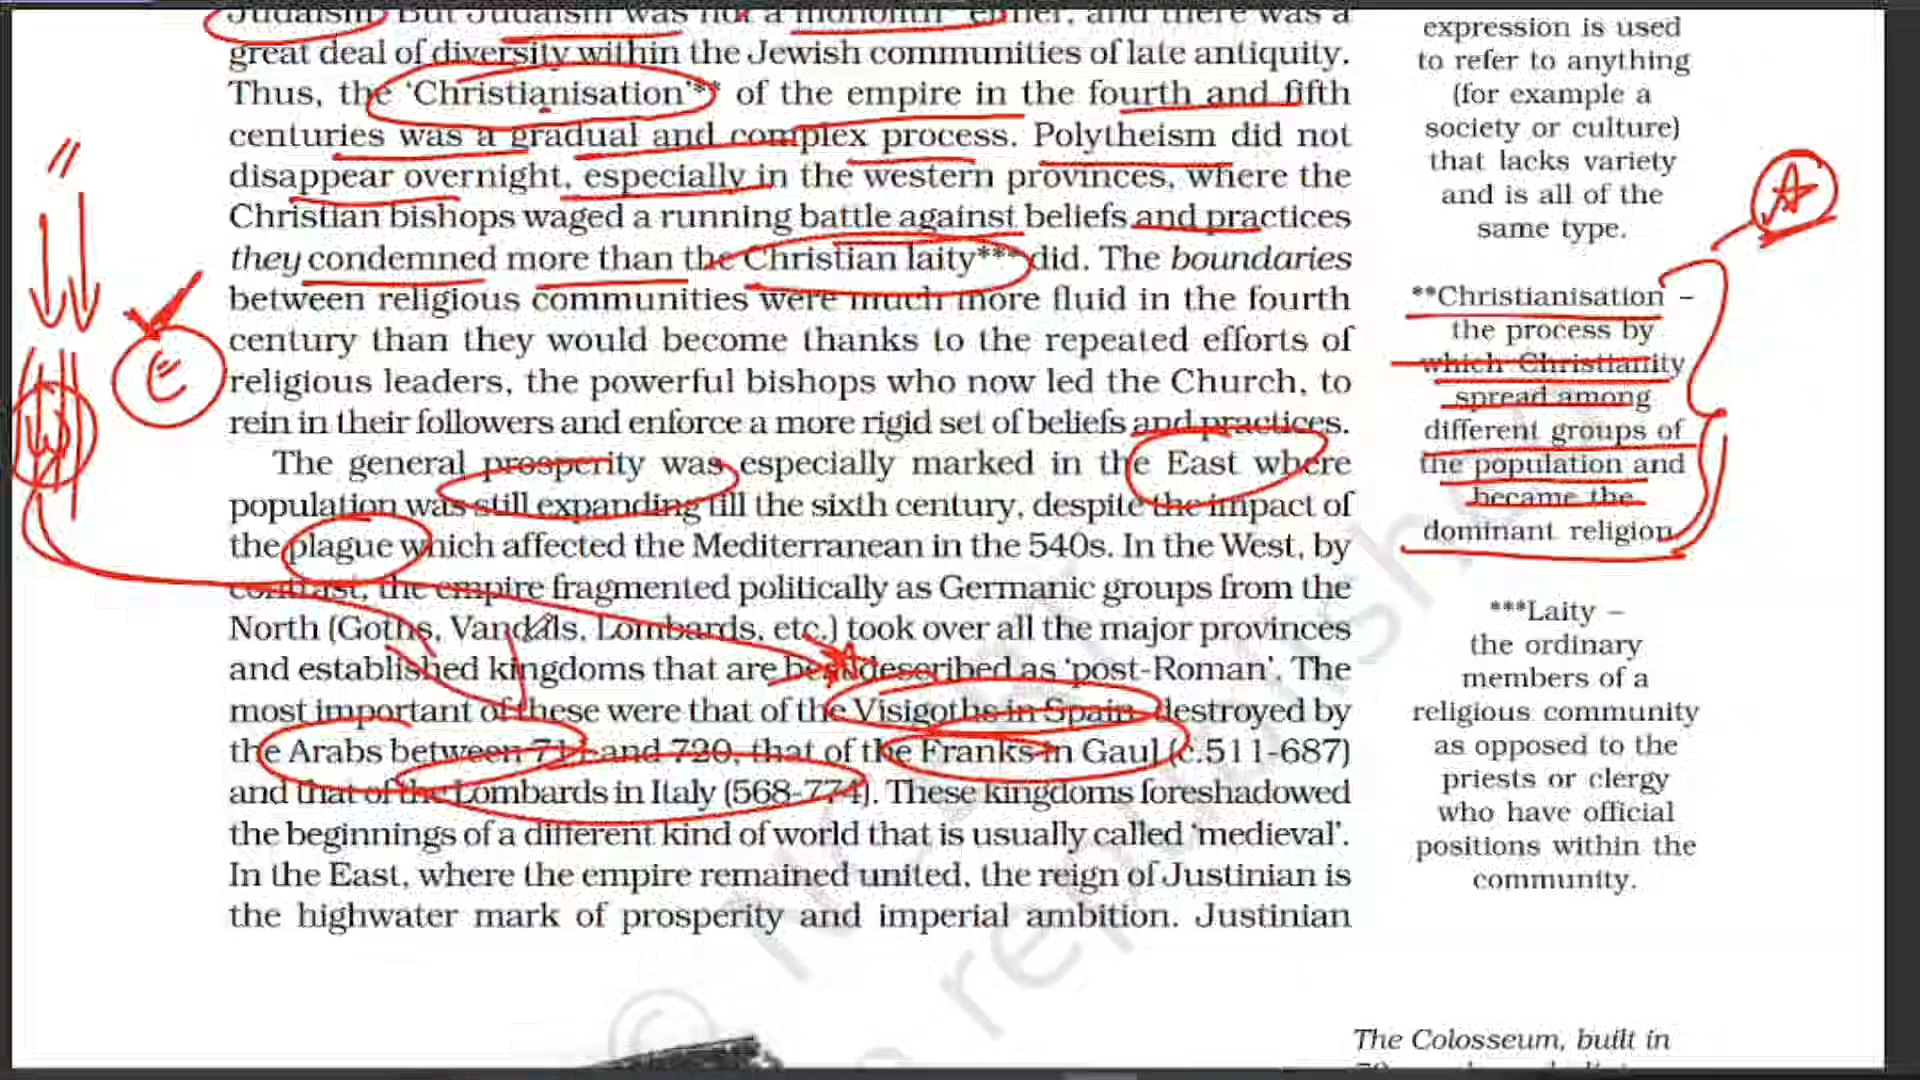 Judaism. But Judaism was not a monolith* either, and there was a
great deal of diversity within the Jewish communities of late antiquity.
Thus, the 'Christianisation'** of the empire in the fourth and fifth
centuries was a gradual and complex process. Polytheism did not
disappear overnight, especially in the western provinces, where the
Christian bishops waged a running battle against beliefs and practices
they condemned more than the Christian laity*** did. The boundaries
between religious communities were much more fluid in the fourth
century than they would become thanks to the repeated efforts of
religious leaders, the powerful bishops who now led the Church, to
rein in their followers and enforce a more rigid set of beliefs and practices.
The general prosperity was especially marked in the East where
population was still expanding till the sixth century, despite the impact of
the plague which affected the Mediterranean in the 540s. In the West, by
contrast, the empire fragmented politically as Germanic groups from the
North (Goths, Vandals, Lombards, etc.) took over all the major provinces
and established kingdoms that are best described as 'post-Roman'. The
most important of these were that of the Visigoths in Spain, destroyed by
the Arabs between 711 and 720, that of the Franks in Gaul (c.511-687)
and that of the Lombards in Italy (568-774). These kingdoms foreshadowed
the beginnings of a different kind of world that is usually called 'medieval'.
In the East, where the empire remained united, the reign of Justinian is
the highwater mark of prosperity and imperial ambition. Justinian
expression is used
to refer to anything
(for example a
society or culture)
that lacks variety
and is all of the
same type.
**Christianisation –
the process by
which Christianity
spread among
different groups of
the population and
became the
dominant religion
***Laity –
the ordinary
members of a
religious community
as opposed to the
priests or clergy
who have official
positions within the
community.
The Colosseum, built in
E
W